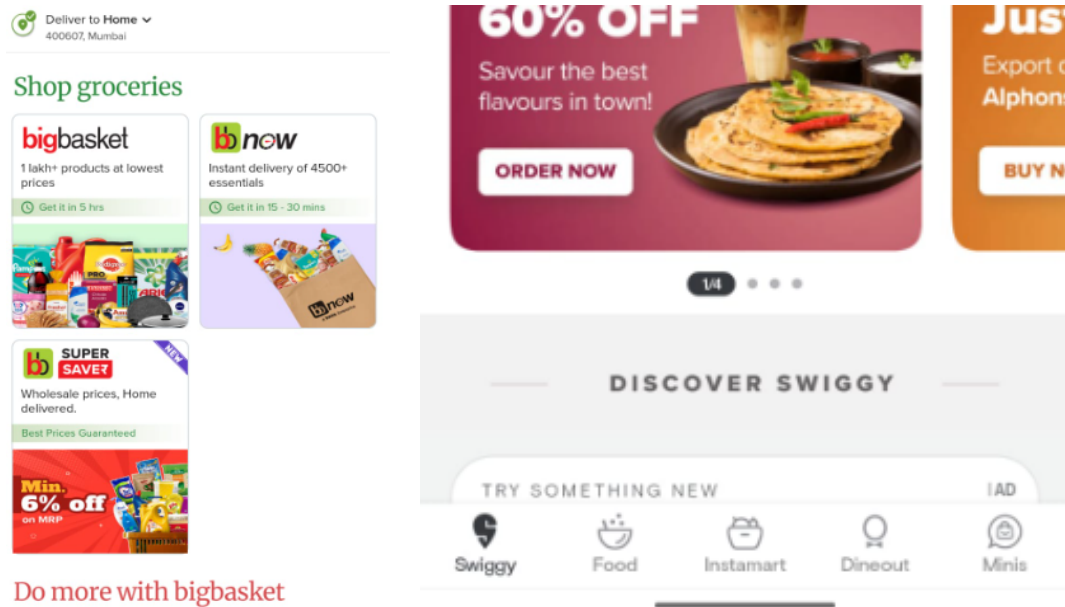 Deliver to Home
400607, Mumbai
Shop groceries
bigbasket
1 lakh+ products at lowest
prices
Get it in 5 hrs
bb now
Instant delivery of 4500+
essentials
Get it in 15 - 30 mins
bb now
bb SUPER
SAVE₹
NEW
Wholesale prices, Home
delivered.
Best Prices Guaranteed
Min.
6% off
on MRP
Do more with bigbasket
60% OFF
Savour the best
flavours in town!
ORDER NOW
Just
Export
Alphons
BUY N
1/4
DISCOVER SWIGGY
TRY SOMETHING NEW
AD
Swiggy
Food
Instamart
Dineout
Minis